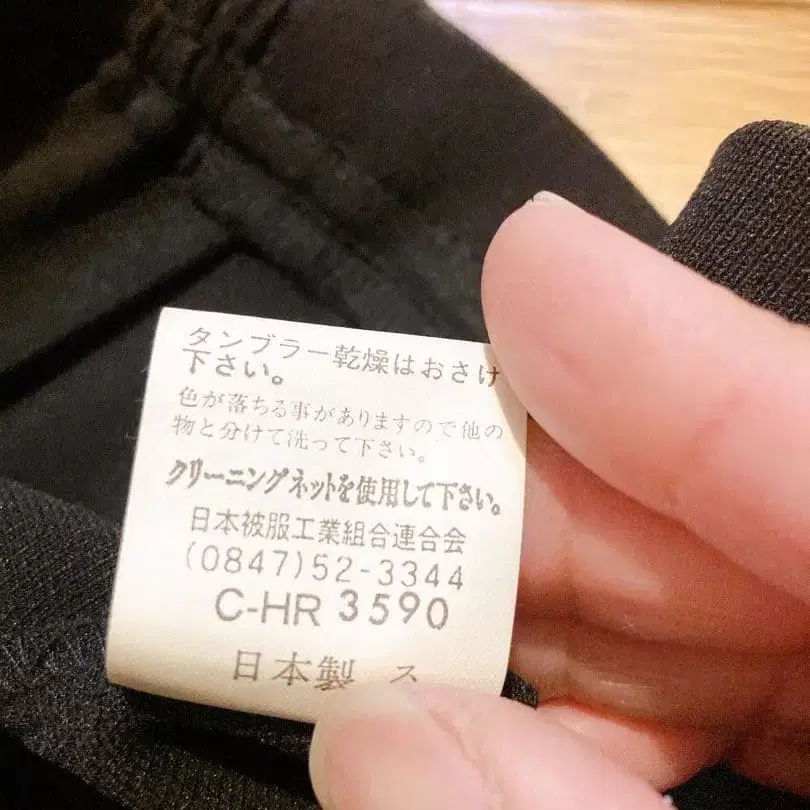 タンブラー乾燥はおさけ
下さい。
色が落ちる事がありますので他の
物と分けて洗って下さい。
クリーニングネットを使用して下さい。
日本被服工業組合連合会
(0847)52-3344
C-HR 3590
日本製 ス